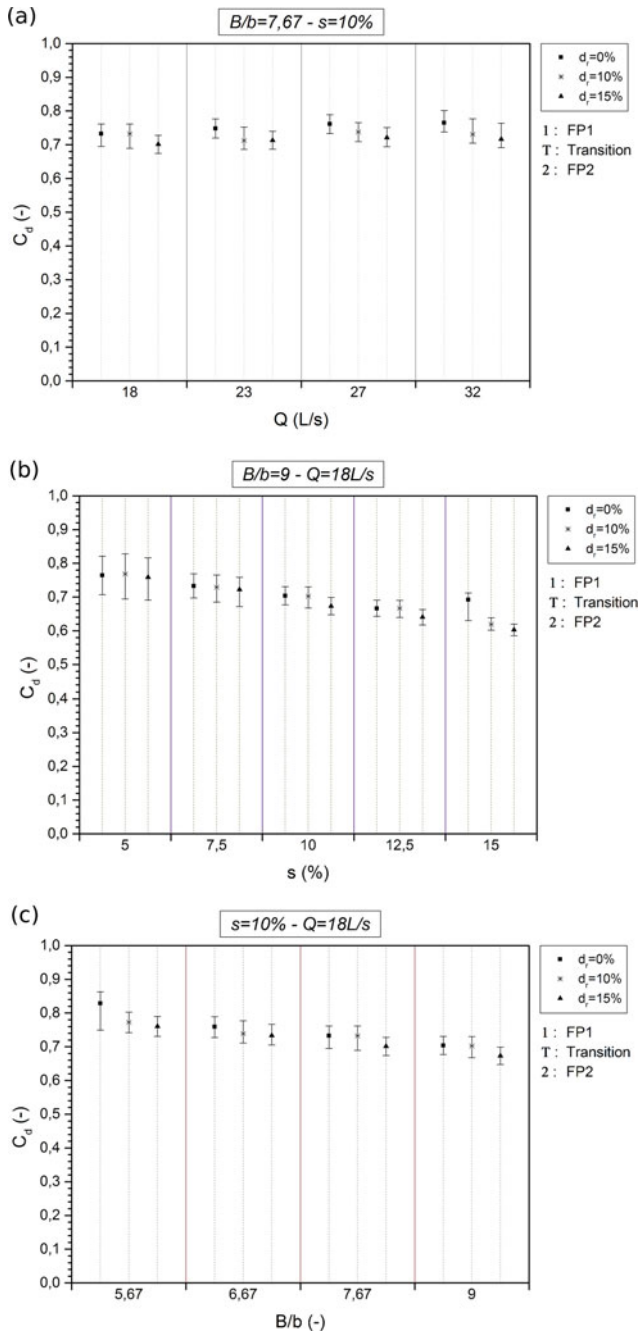 (a)
B/b=7,67 - s=10%
1,0
0,9
0,8
0,7
0,6
0,5
0,4
0,3
0,2
0,1
0,0
C_d (-)
18 23 27 32
Q (L/s)
d_r=0%
d_r=10%
d_r=15%
1 : FP1
T : Transition
2 : FP2
(b)
B/b=9 - Q=18L/s
1,0
0,9
0,8
0,7
0,6
0,5
0,4
0,3
0,2
0,1
0,0
C_d (-)
5 7,5 10 12,5 15
s (%)
d_r=0%
d_r=10%
d_r=15%
1 : FP1
T : Transition
2 : FP2
(c)
s=10% - Q=18L/s
1,0
0,9
0,8
0,7
0,6
0,5
0,4
0,3
0,2
0,1
0,0
C_d (-)
5,67 6,67 7,67 9
B/b (-)
d_r=0%
d_r=10%
d_r=15%
1 : FP1
T : Transition
2 : FP2